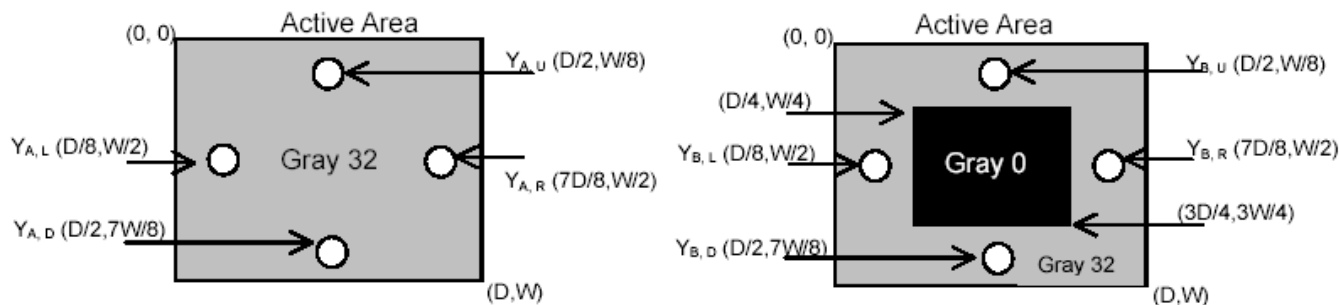 Active Area
(0, 0)
Y_A, U (D/2,W/8)
Y_A, L (D/8,W/2)
Gray 32
Y_A, R (7D/8,W/2)
Y_A, D (D/2,7W/8)
(D,W)
Active Area
(0, 0)
Y_B, U (D/2,W/8)
(D/4,W/4)
Y_B, L (D/8,W/2)
Gray 0
Y_B, R (7D/8,W/2)
(3D/4,3W/4)
Y_B, D (D/2,7W/8)
Gray 32
(D,W)